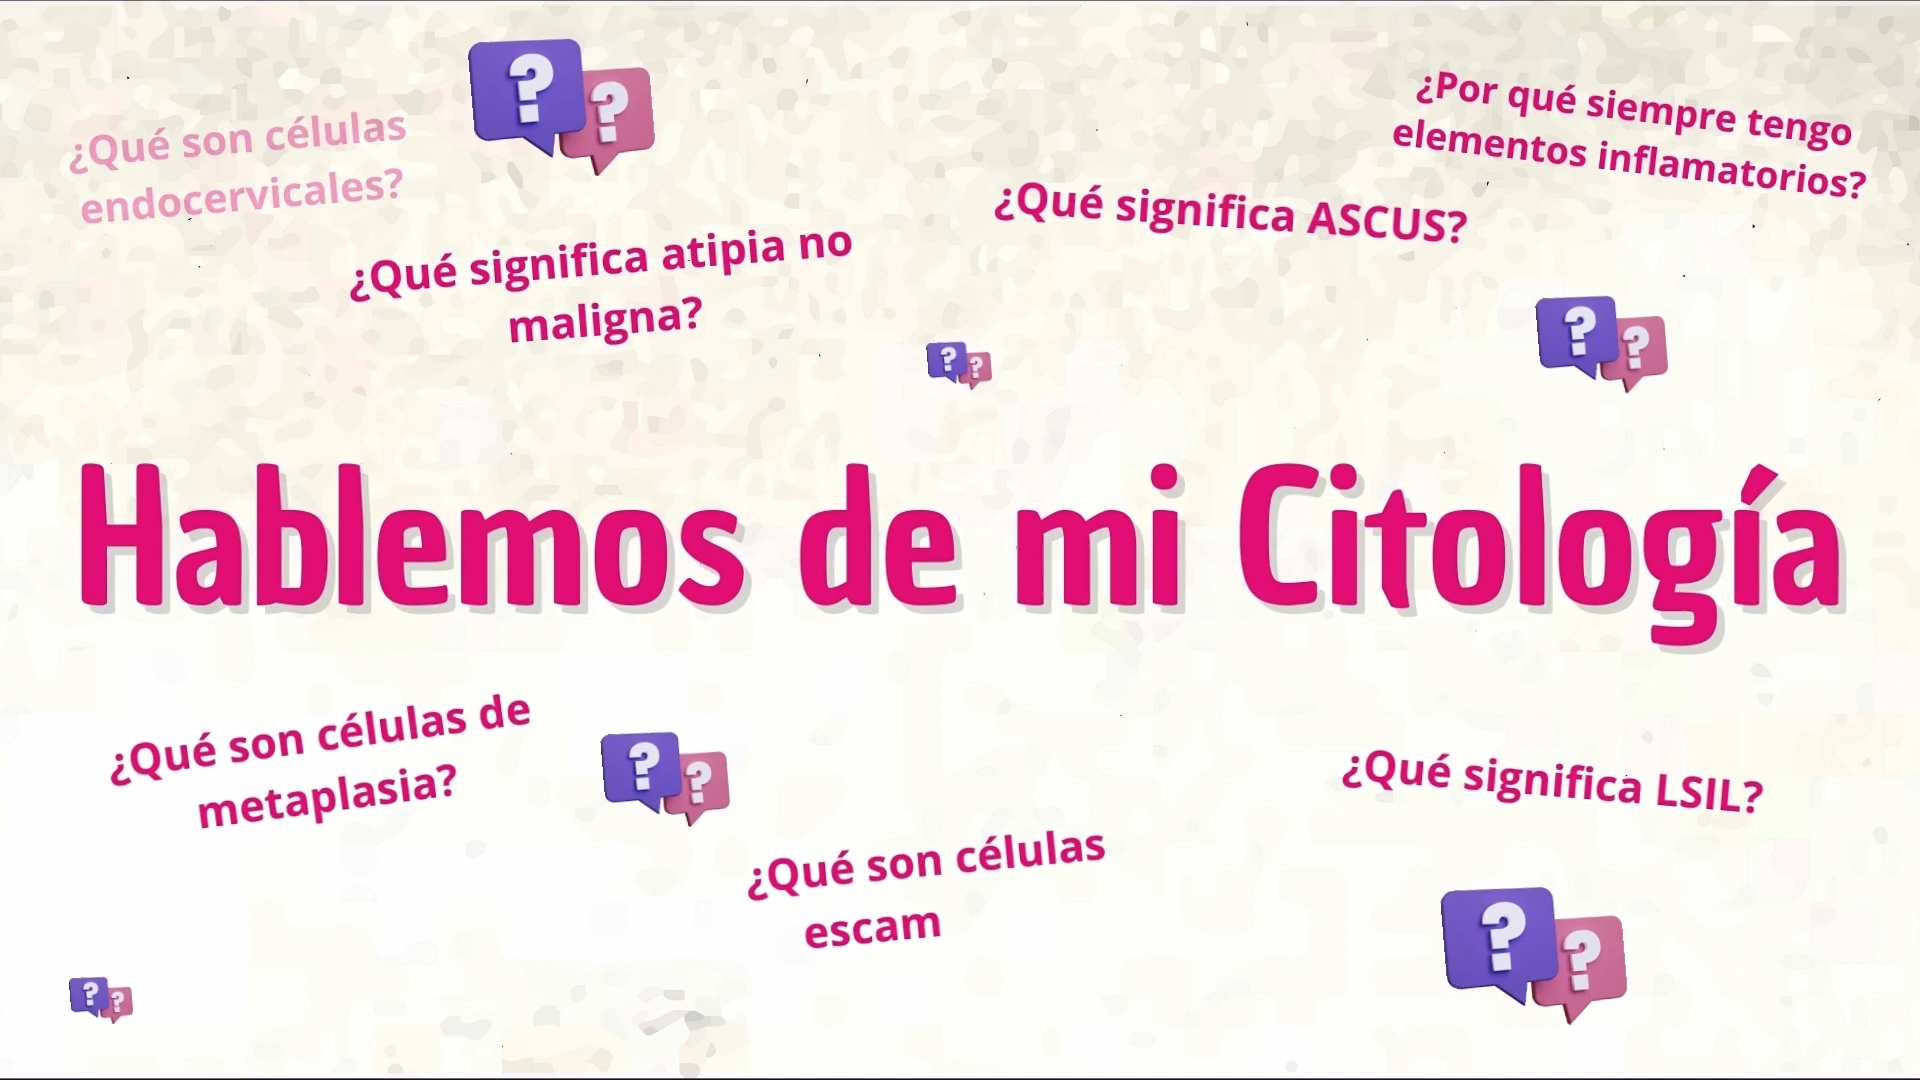 ¿Qué son células
endocervicales?
¿Por qué siempre tengo
elementos inflamatorios?
¿Qué significa ASCUS?
¿Qué significa atipia no
maligna?
Hablemos de mi Citología
¿Qué son células de
metaplasia?
¿Qué significa LSIL?
¿Qué son células
escam